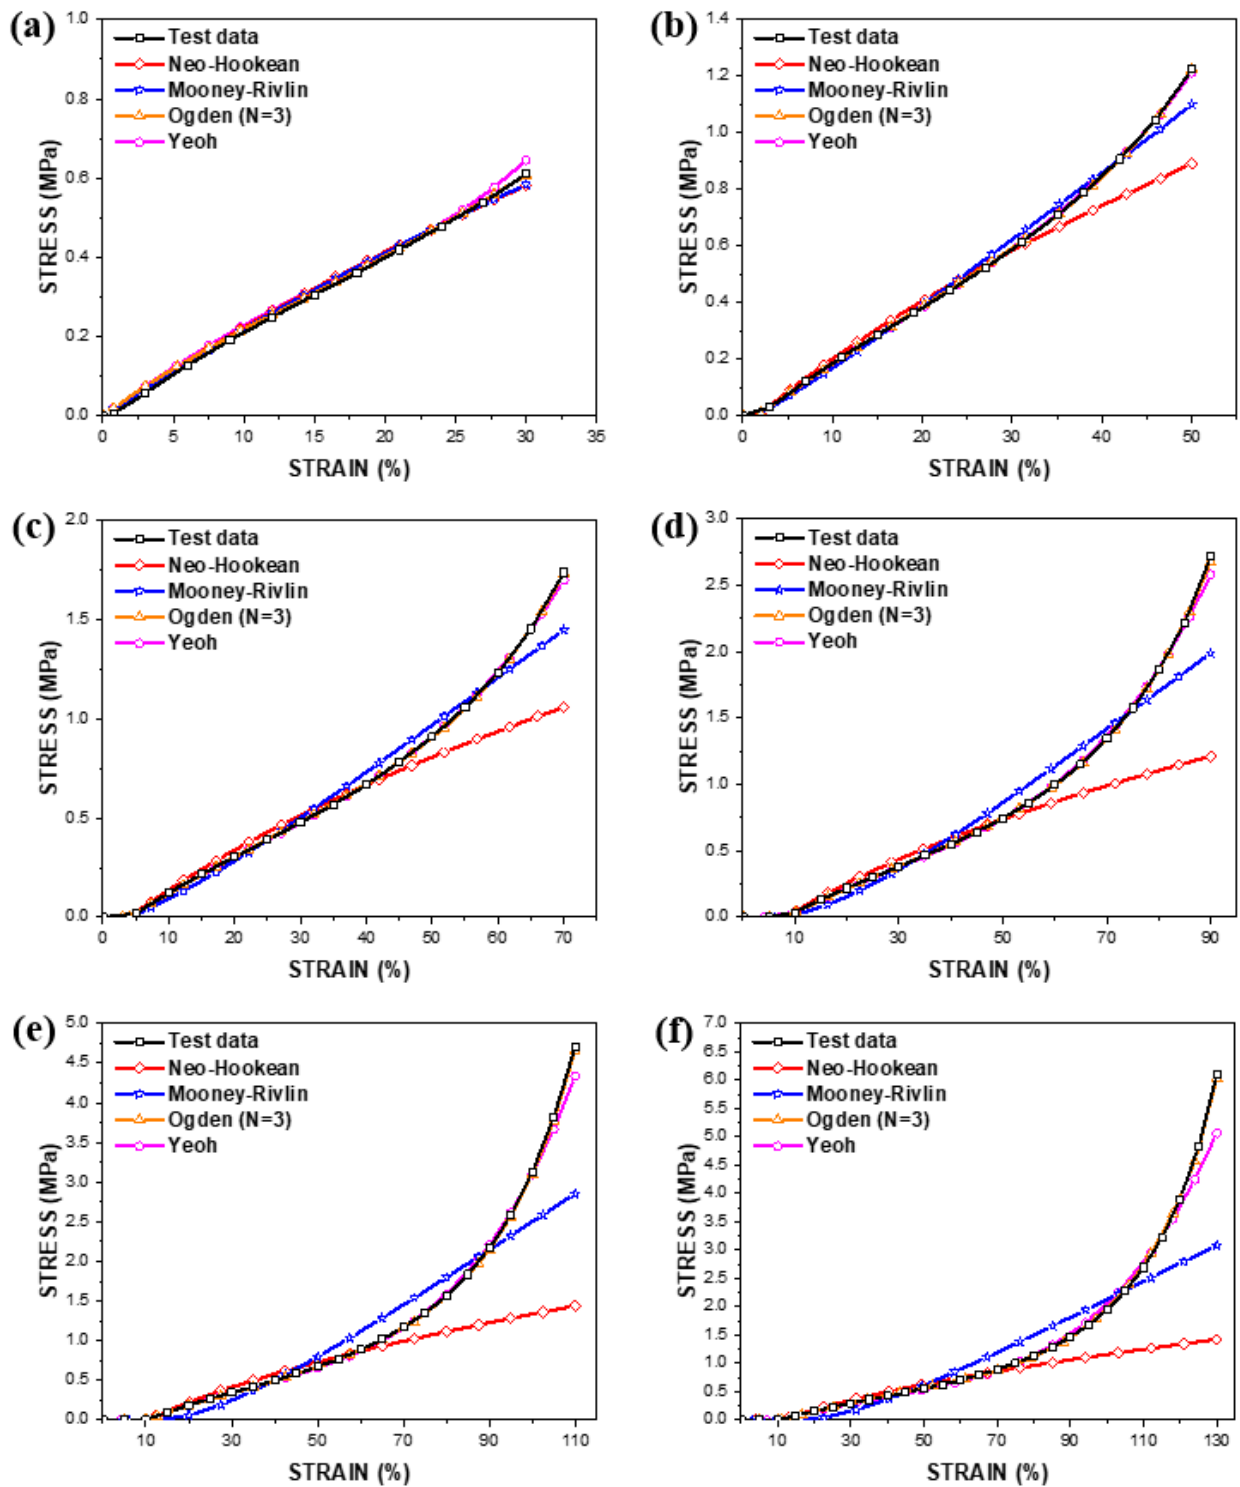 (a)
1.0
0.8
0.6
0.4
0.2
0.0
STRESS (MPa)
Test data
Neo-Hookean
Mooney-Rivlin
Ogden (N=3)
Yeoh
0 5 10 15 20 25 30 35
STRAIN (%)
(b)
1.4
1.2
1.0
0.8
0.6
0.4
0.2
0.0
STRESS (MPa)
Test data
Neo-Hookean
Mooney-Rivlin
Ogden (N=3)
Yeoh
0 10 20 30 40 50
STRAIN (%)
(c)
2.0
1.5
1.0
0.5
0.0
STRESS (MPa)
Test data
Neo-Hookean
Mooney-Rivlin
Ogden (N=3)
Yeoh
0 10 20 30 40 50 60 70
STRAIN (%)
(d)
3.0
2.5
2.0
1.5
1.0
0.5
0.0
STRESS (MPa)
Test data
Neo-Hookean
Mooney-Rivlin
Ogden (N=3)
Yeoh
10 30 50 70 90
STRAIN (%)
(e)
5.0
4.5
4.0
3.5
3.0
2.5
2.0
1.5
1.0
0.5
0.0
STRESS (MPa)
Test data
Neo-Hookean
Mooney-Rivlin
Ogden (N=3)
Yeoh
10 30 50 70 90 110
STRAIN (%)
(f)
7.0
6.5
6.0
5.5
5.0
4.5
4.0
3.5
3.0
2.5
2.0
1.5
1.0
0.5
0.0
STRESS (MPa)
Test data
Neo-Hookean
Mooney-Rivlin
Ogden (N=3)
Yeoh
10 30 50 70 90 110 130
STRAIN (%)